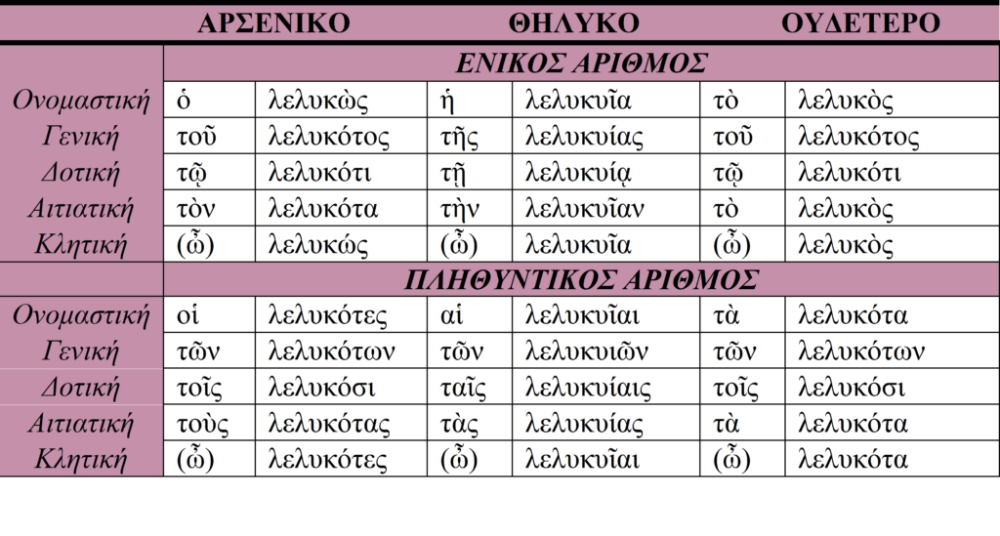 ΑΡΣΕΝΙΚΟ ΘΗΛΥΚΟ ΟΥΔΕΤΕΡΟ
ΕΝΙΚΟΣ ΑΡΙΘΜΟΣ
Ονομαστική ὁ λελυκὼς ἡ λελυκυῖα τὸ λελυκὸς
Γενική τοῦ λελυκότος τῆς λελυκυίας τοῦ λελυκότος
Δοτική τῷ λελυκότι τῇ λελυκυίᾳ τῷ λελυκότι
Αιτιατική τὸν λελυκότα τὴν λελυκυῖαν τὸ λελυκὸς
Κλητική (ὦ) λελυκώς (ὦ) λελυκυῖα (ὦ) λελυκὸς
ΠΛΗΘΥΝΤΙΚΟΣ ΑΡΙΘΜΟΣ
Ονομαστική οἱ λελυκότες αἱ λελυκυῖαι τὰ λελυκότα
Γενική τῶν λελυκότων τῶν λελυκυιῶν τῶν λελυκότων
Δοτική τοῖς λελυκόσι ταῖς λελυκυίαις τοῖς λελυκόσι
Αιτιατική τοὺς λελυκότας τὰς λελυκυίας τὰ λελυκότα
Κλητική (ὦ) λελυκότες (ὦ) λελυκυῖαι (ὦ) λελυκότα